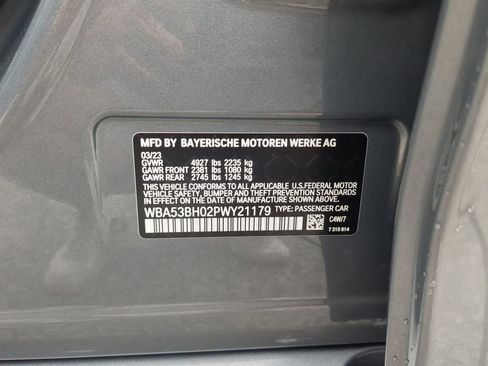 MFD BY BAYERISCHE MOTOREN WERKE AG
03/23
GVWR 4927 lbs 2235 kg
GAWR FRONT 2381 lbs 1080 kg
GAWR REAR 2745 lbs 1245 kg
THIS VEHICLE CONFORMS TO ALL APPLICABLE U.S.FEDERAL MOTOR
VEHICLE SAFETY, BUMPER, AND THEFT PREVENTION STANDARDS
IN EFFECT ON THE DATE OF MANUFACTURE SHOWN ABOVE.
WBA53BH02PWY21179 TYPE: PASSENGER CAR
C4W/7
7 315 814